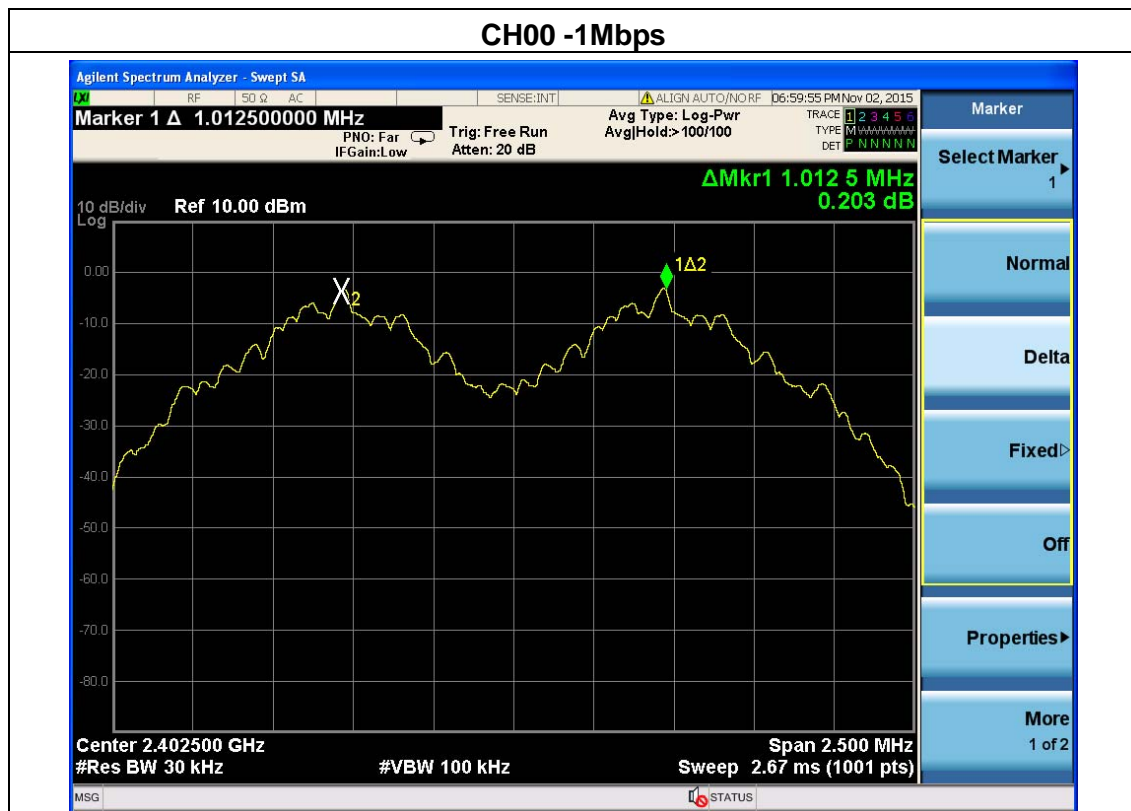 CH00 -1Mbps
Agilent Spectrum Analyzer - Swept SA
LXI RF 50 Ω AC SENSE:INT ALIGN AUTO/NO RF 06:59:55 PM Nov 02, 2015
Marker 1 Δ 1.012500000 MHz
PNO: Far
IFGain:Low
Trig: Free Run
Atten: 20 dB
Avg Type: Log-Pwr
Avg|Hold:>100/100
TRACE 1 2 3 4 5 6
TYPE M WWWWW
DET P N N N N N
ΔMkr1 1.012 5 MHz
0.203 dB
10 dB/div Ref 10.00 dBm
Log
0.00
-10.0
-20.0
-30.0
-40.0
-50.0
-60.0
-70.0
-80.0
X2
1Δ2
Center 2.402500 GHz
Span 2.500 MHz
#Res BW 30 kHz
#VBW 100 kHz
Sweep 2.67 ms (1001 pts)
MSG
STATUS
Marker
Select Marker
1
Normal
Delta
Fixed
Off
Properties
More
1 of 2